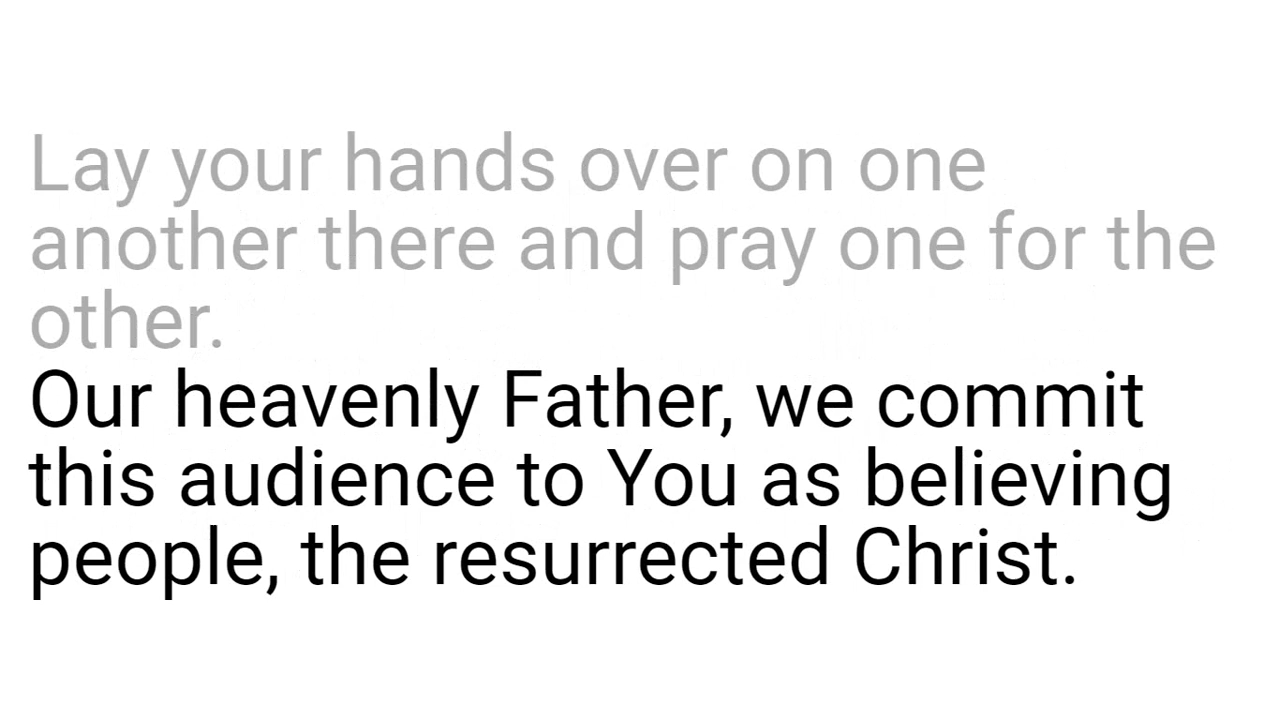 Lay your hands over on one
another there and pray one for the
other.
Our heavenly Father, we commit
this audience to You as believing
people, the resurrected Christ.